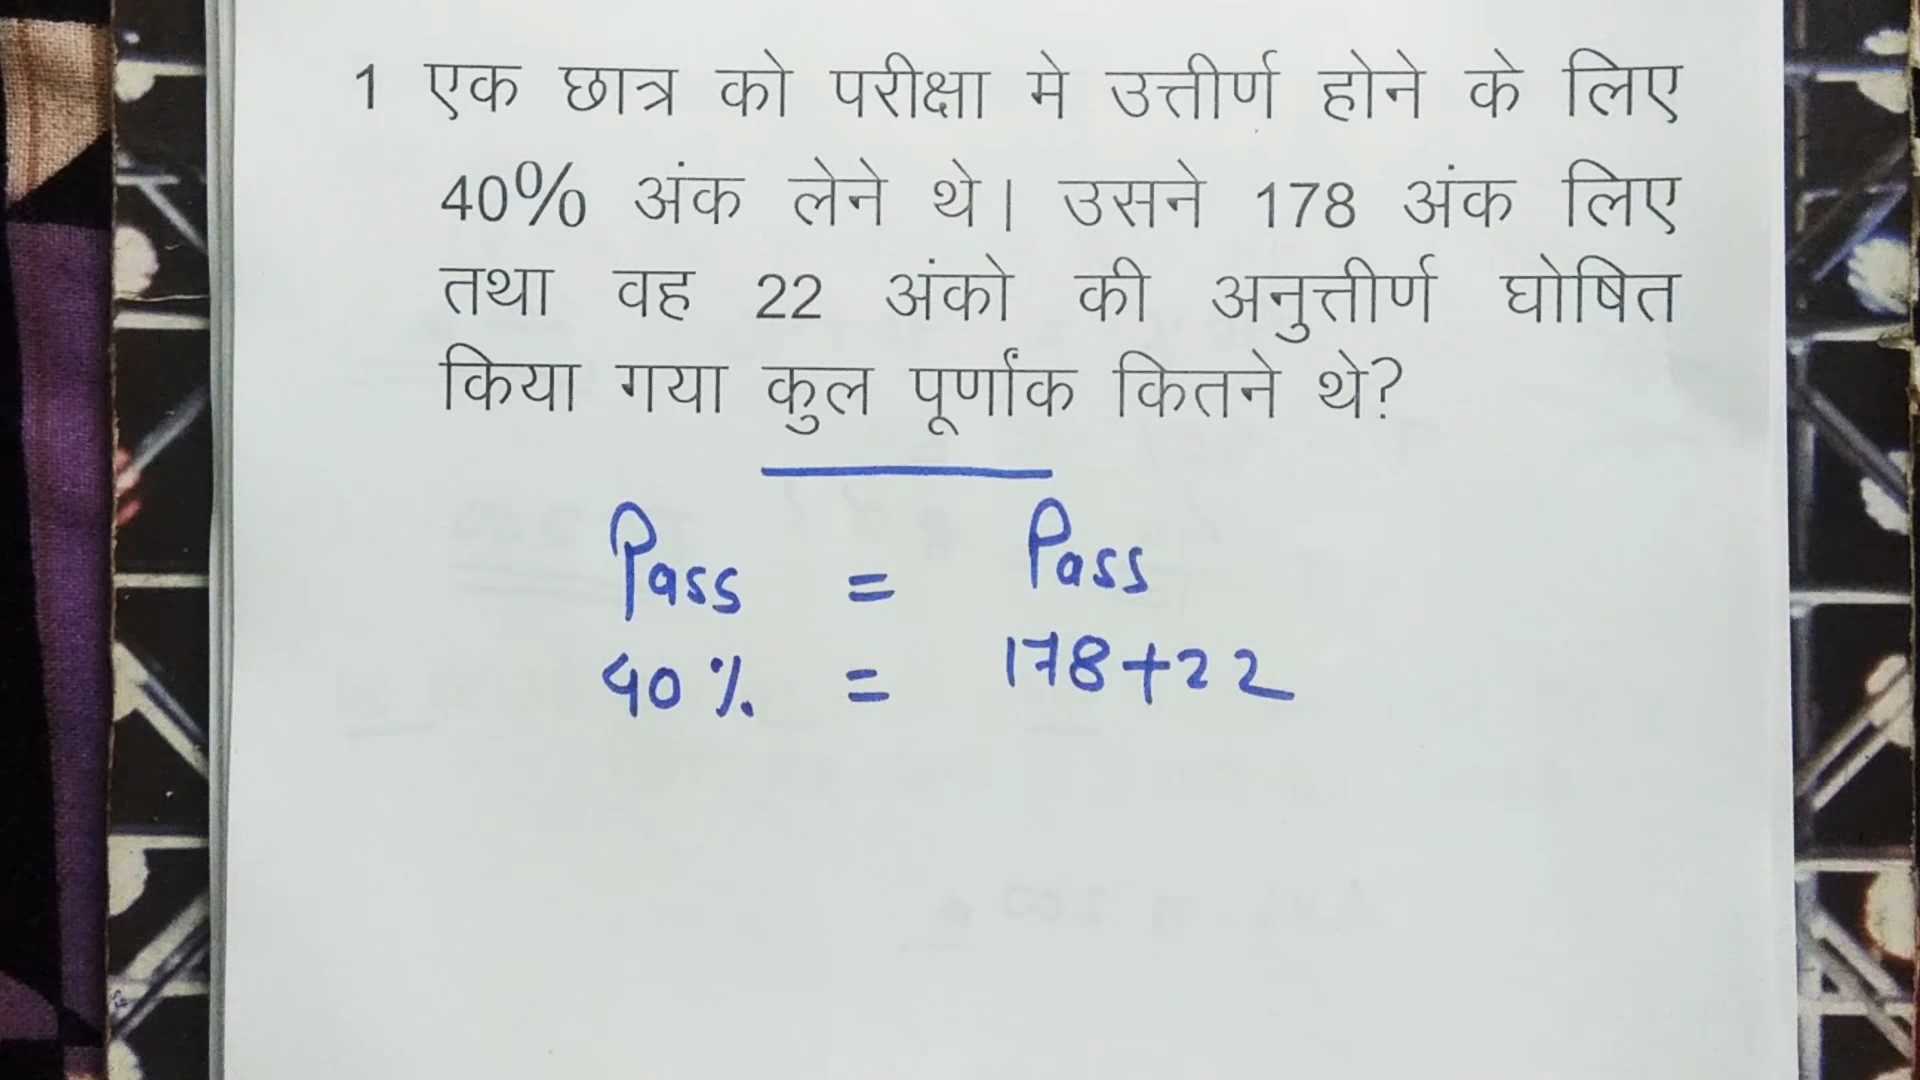 1 एक छात्र को परीक्षा मे उत्तीर्ण होने के लिए
40% अंक लेने थे। उसने 178 अंक लिए
तथा वह 22 अंको की अनुत्तीर्ण घोषित
किया गया कुल पूर्णांक कितने थे?
Pass = Pass
40% = 178+22